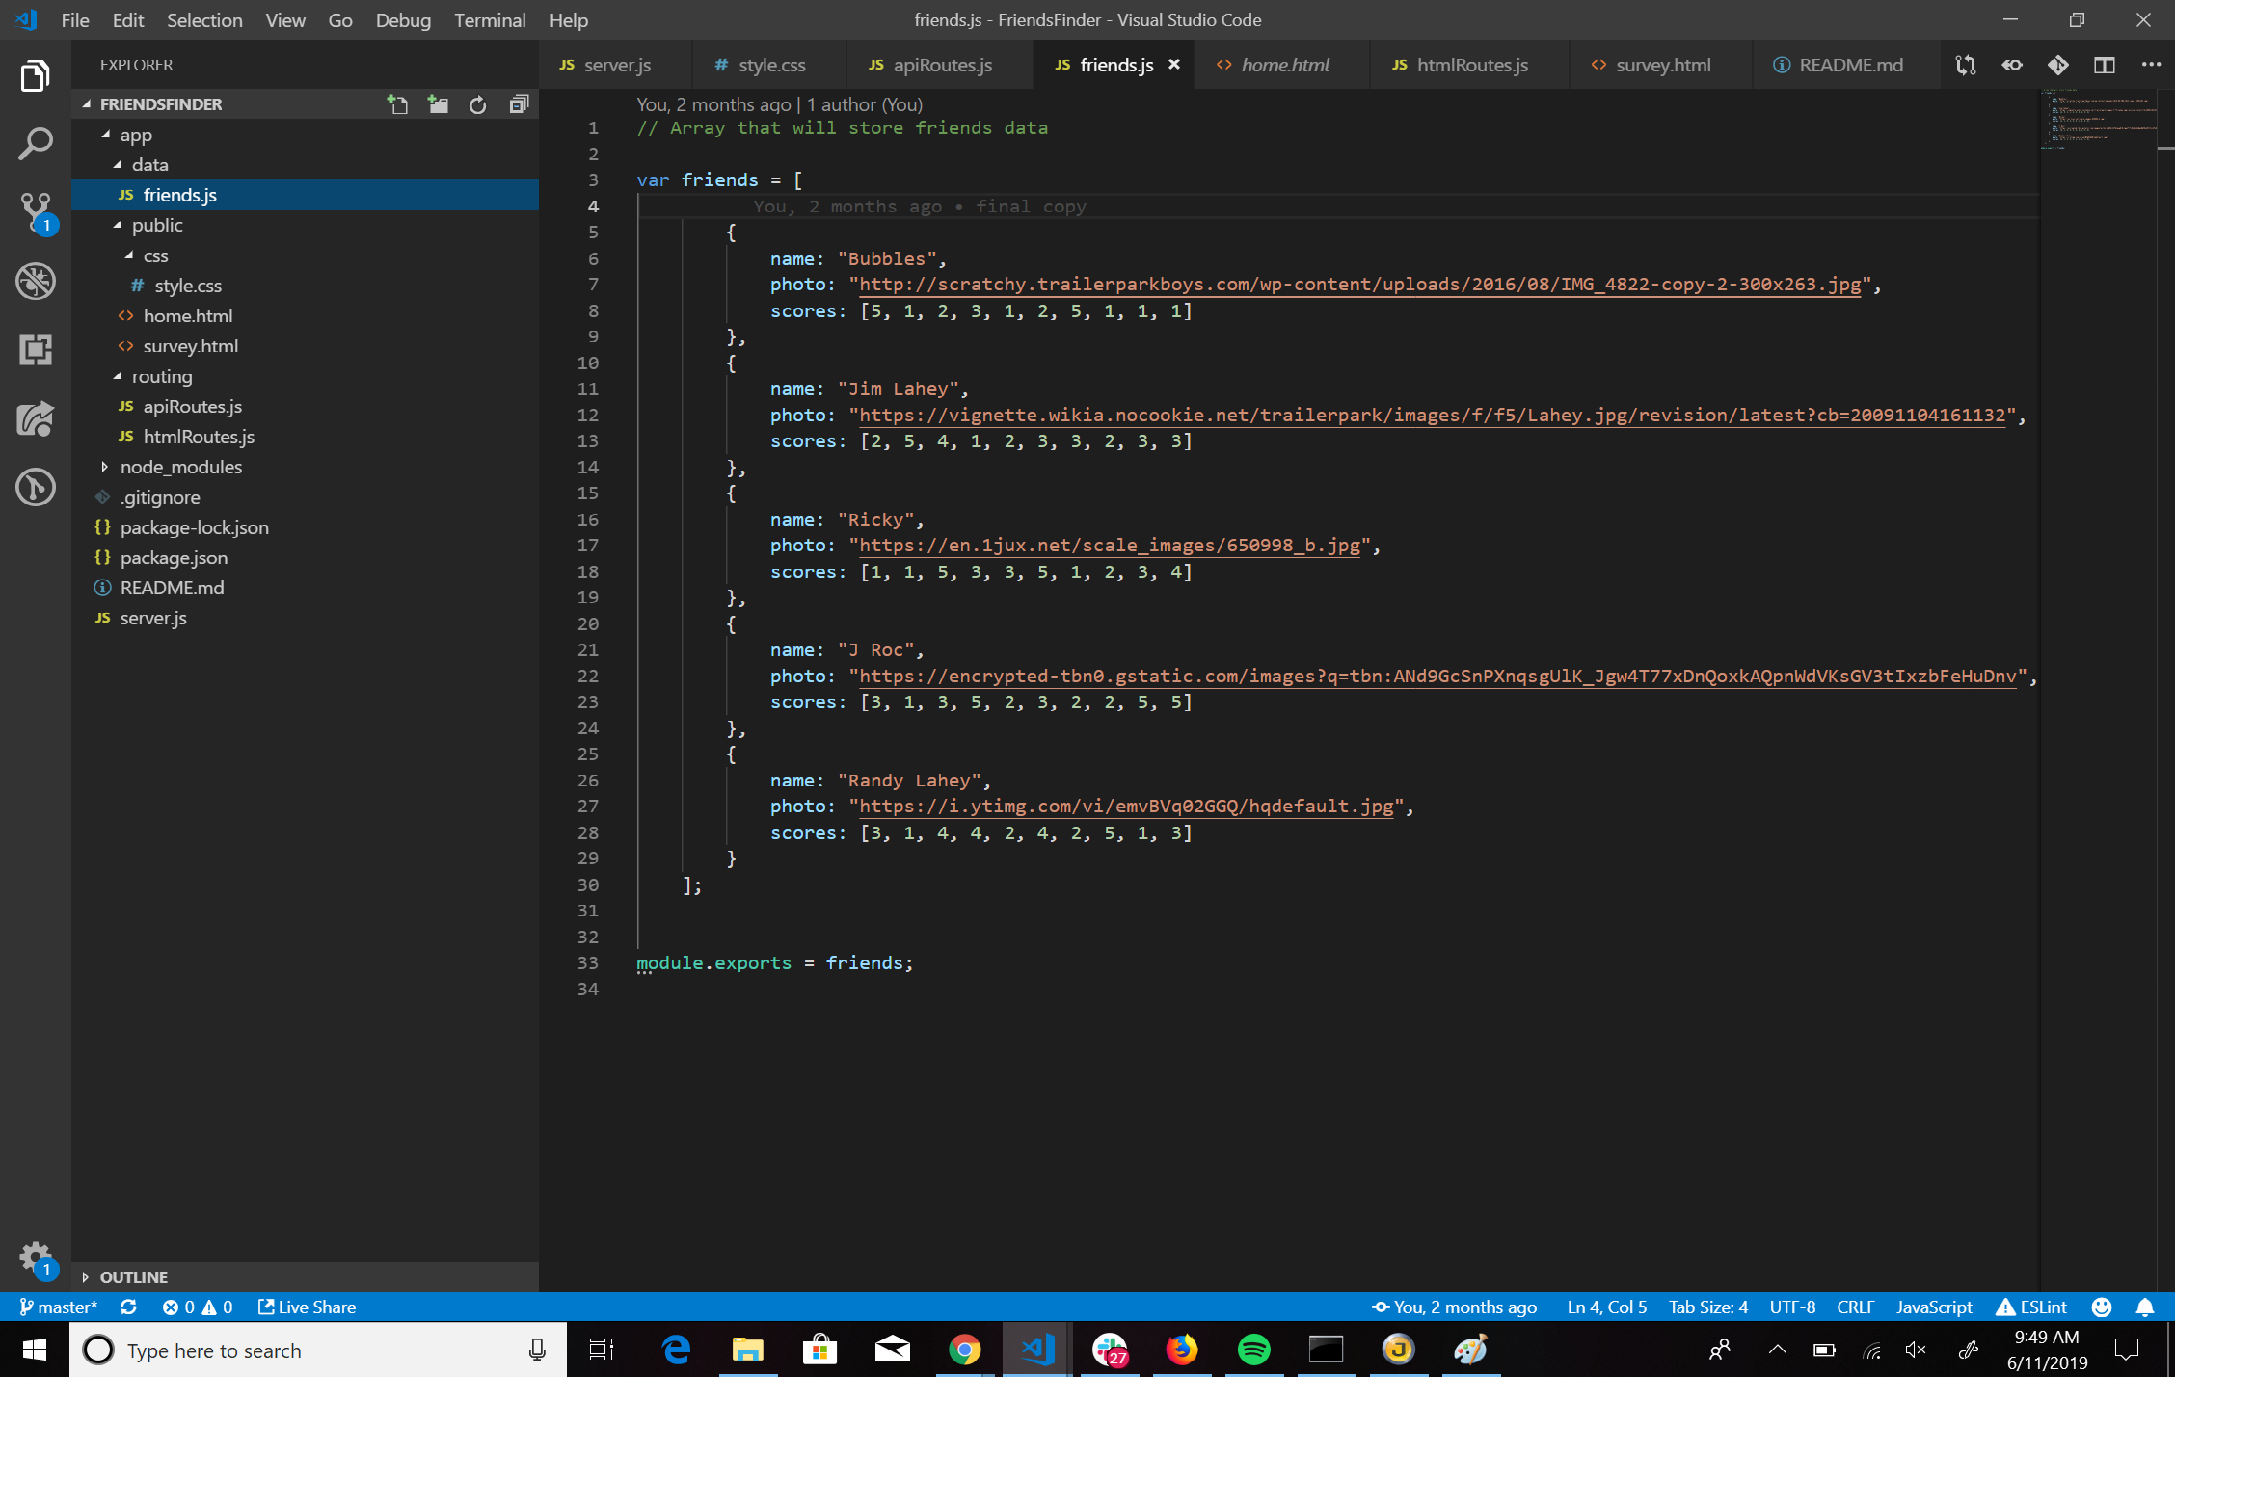 File Edit Selection View Go Debug Terminal Help
friends.js - FriendsFinder - Visual Studio Code
EXPLORER
FRIENDSFINDER
app
data
JS friends.js
public
css
# style.css
<> home.html
<> survey.html
routing
JS apiRoutes.js
JS htmlRoutes.js
node_modules
.gitignore
{} package-lock.json
{} package.json
README.md
JS server.js
OUTLINE
1
1
JS server.js # style.css JS apiRoutes.js JS friends.js <> home.html JS htmlRoutes.js <> survey.html README.md
You, 2 months ago | 1 author (You)
1 // Array that will store friends data
2
3 var friends = [
4 You, 2 months ago • final copy
5 {
6 name: "Bubbles",
7 photo: "http://scratchy.trailerparkboys.com/wp-content/uploads/2016/08/IMG_4822-copy-2-300x263.jpg",
8 scores: [5, 1, 2, 3, 1, 2, 5, 1, 1, 1]
9 },
10 {
11 name: "Jim Lahey",
12 photo: "https://vignette.wikia.nocookie.net/trailerpark/images/f/f5/Lahey.jpg/revision/latest?cb=20091104161132",
13 scores: [2, 5, 4, 1, 2, 3, 3, 2, 3, 3]
14 },
15 {
16 name: "Ricky",
17 photo: "https://en.1jux.net/scale_images/650998_b.jpg",
18 scores: [1, 1, 5, 3, 3, 5, 1, 2, 3, 4]
19 },
20 {
21 name: "J Roc",
22 photo: "https://encrypted-tbn0.gstatic.com/images?q=tbn:ANd9GcSnPXnqsgUlK_Jgw4T77xDnQoxkAQpnWdVKsGV3tIxzbFeHuDnv",
23 scores: [3, 1, 3, 5, 2, 3, 2, 2, 5, 5]
24 },
25 {
26 name: "Randy Lahey",
27 photo: "https://i.ytimg.com/vi/emvBVq02GGQ/hqdefault.jpg",
28 scores: [3, 1, 4, 4, 2, 4, 2, 5, 1, 3]
29 }
30 ];
31
32
33 module.exports = friends;
34
master* 0 0 Live Share You, 2 months ago Ln 4, Col 5 Tab Size: 4 UTF-8 CRLF JavaScript ESLint
Type here to search
27
9:49 AM
6/11/2019